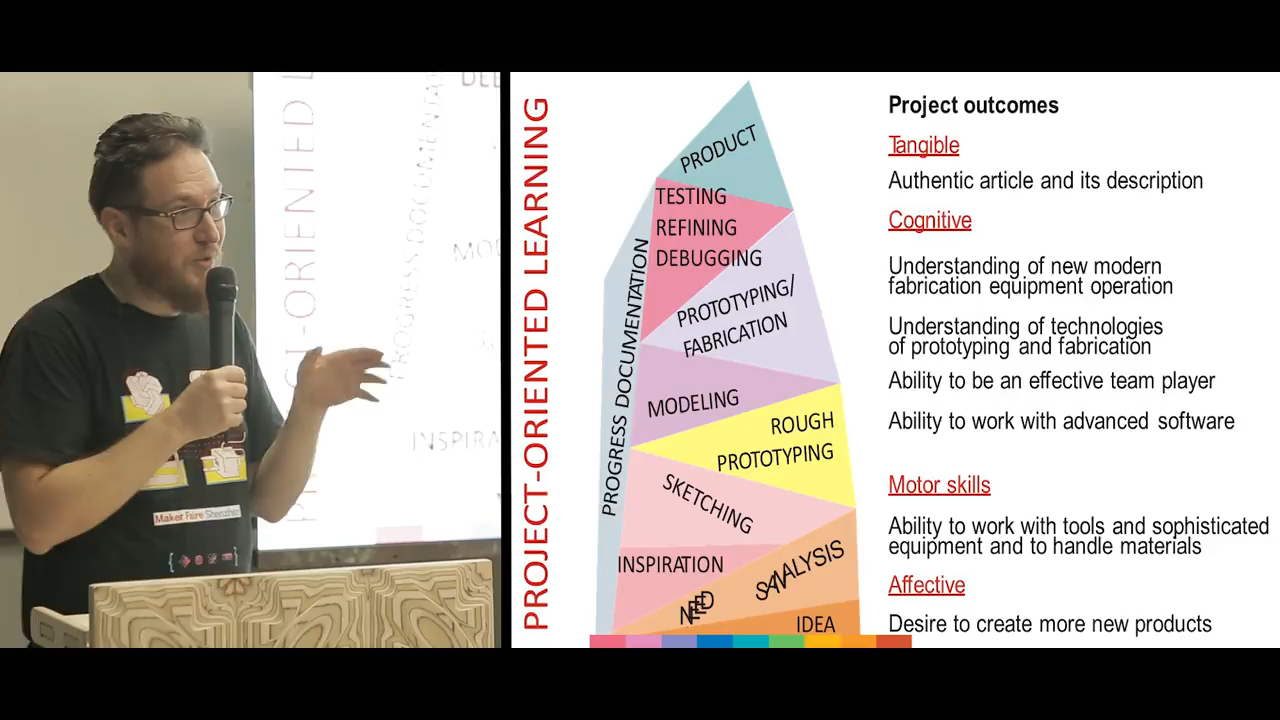 Maker Faire Shenzhen
PROGRESS DOCUMENTATI
INSPIRA
PROJECT-ORIENTED LEARNING
PRODUCT
TESTING
REFINING
DEBUGGING
PROTOTYPING/
FABRICATION
PROGRESS DOCUMENTATION
MODELING
ROUGH
PROTOTYPING
SKETCHING
INSPIRATION
NEEDS ANALYSIS
IDEA
Project outcomes
Tangible
Authentic article and its description
Cognitive
Understanding of new modern
fabrication equipment operation
Understanding of technologies
of prototyping and fabrication
Ability to be an effective team player
Ability to work with advanced software
Motor skills
Ability to work with tools and sophisticated
equipment and to handle materials
Affective
Desire to create more new products